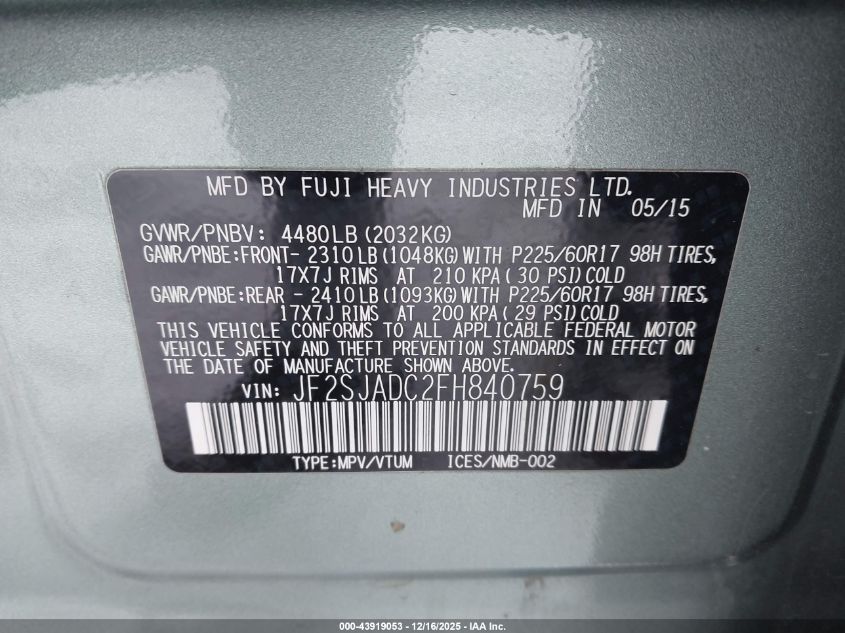 MFD BY FUJI HEAVY INDUSTRIES LTD.
MFD IN 05/15
GVWR/PNBV: 4480LB (2032KG)
GAWR/PNBE:FRONT- 2310LB (1048KG) WITH P225/60R17 98H TIRES,
17X7J RIMS AT 210 KPA ( 30 PSI) COLD
GAWR/PNBE:REAR - 2410LB (1093KG) WITH P225/60R17 98H TIRES,
17X7J RIMS AT 200 KPA ( 29 PSI) COLD
THIS VEHICLE CONFORMS TO ALL APPLICABLE FEDERAL MOTOR
VEHICLE SAFETY AND THEFT PREVENTION STANDARDS IN EFFECT ON
THE DATE OF MANUFACTURE SHOWN ABOVE.
VIN: JF2SJADC2FH840759
TYPE:MPV/VTUM ICES/NMB-002
000-43919053 - 12/16/2025 - IAA Inc.